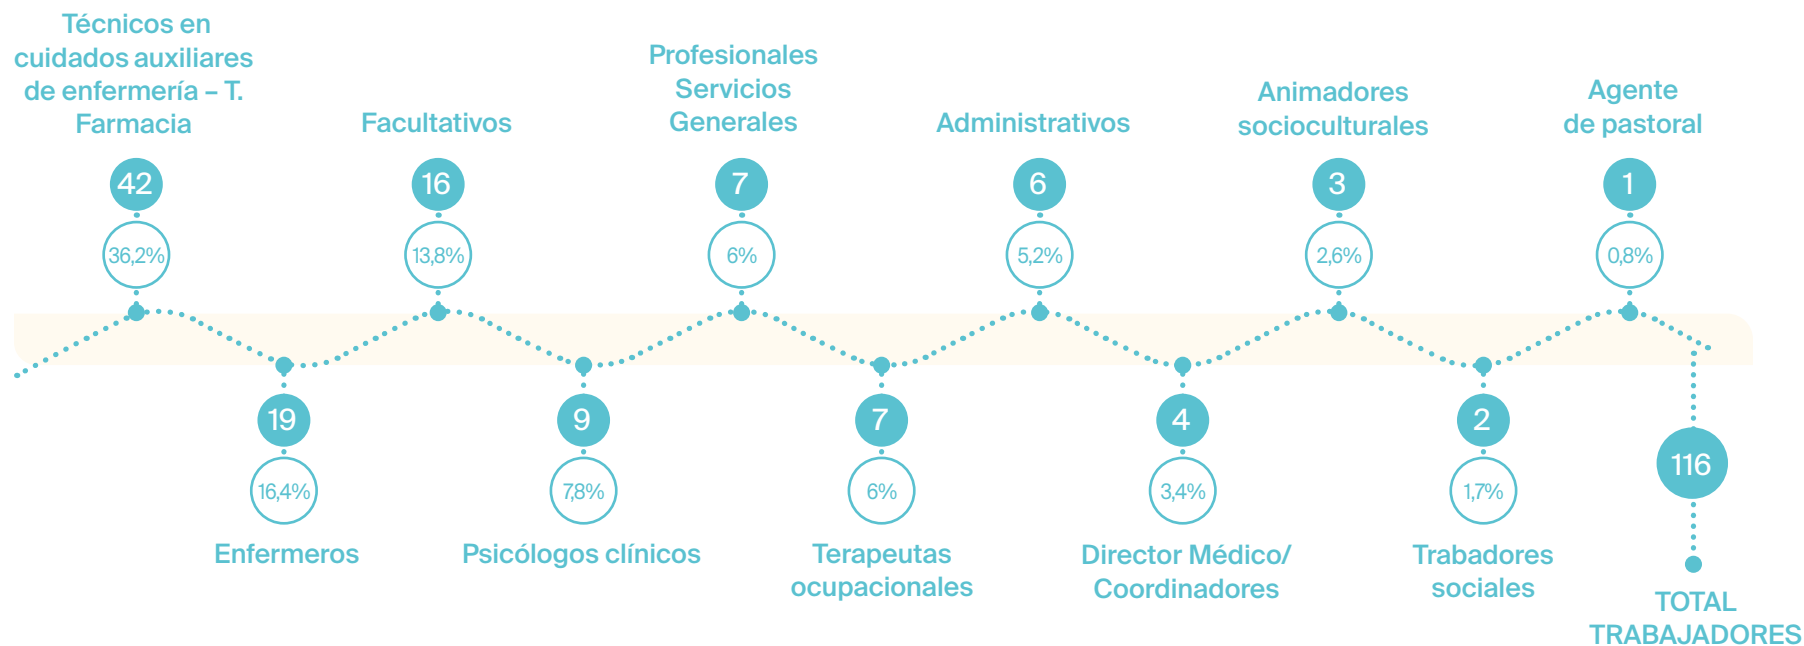 Técnicos en
cuidados auxiliares
de enfermería – T.
Farmacia
42
36,2%
Enfermeros
19
16,4%
Facultativos
16
13,8%
Psicólogos clínicos
9
7,8%
Profesionales
Servicios
Generales
7
6%
Terapeutas
ocupacionales
7
6%
Administrativos
6
5,2%
Director Médico/
Coordinadores
4
3,4%
Animadores
socioculturales
3
2,6%
Trabadores
sociales
2
1,7%
Agente
de pastoral
1
0,8%
116
TOTAL
TRABAJADORES